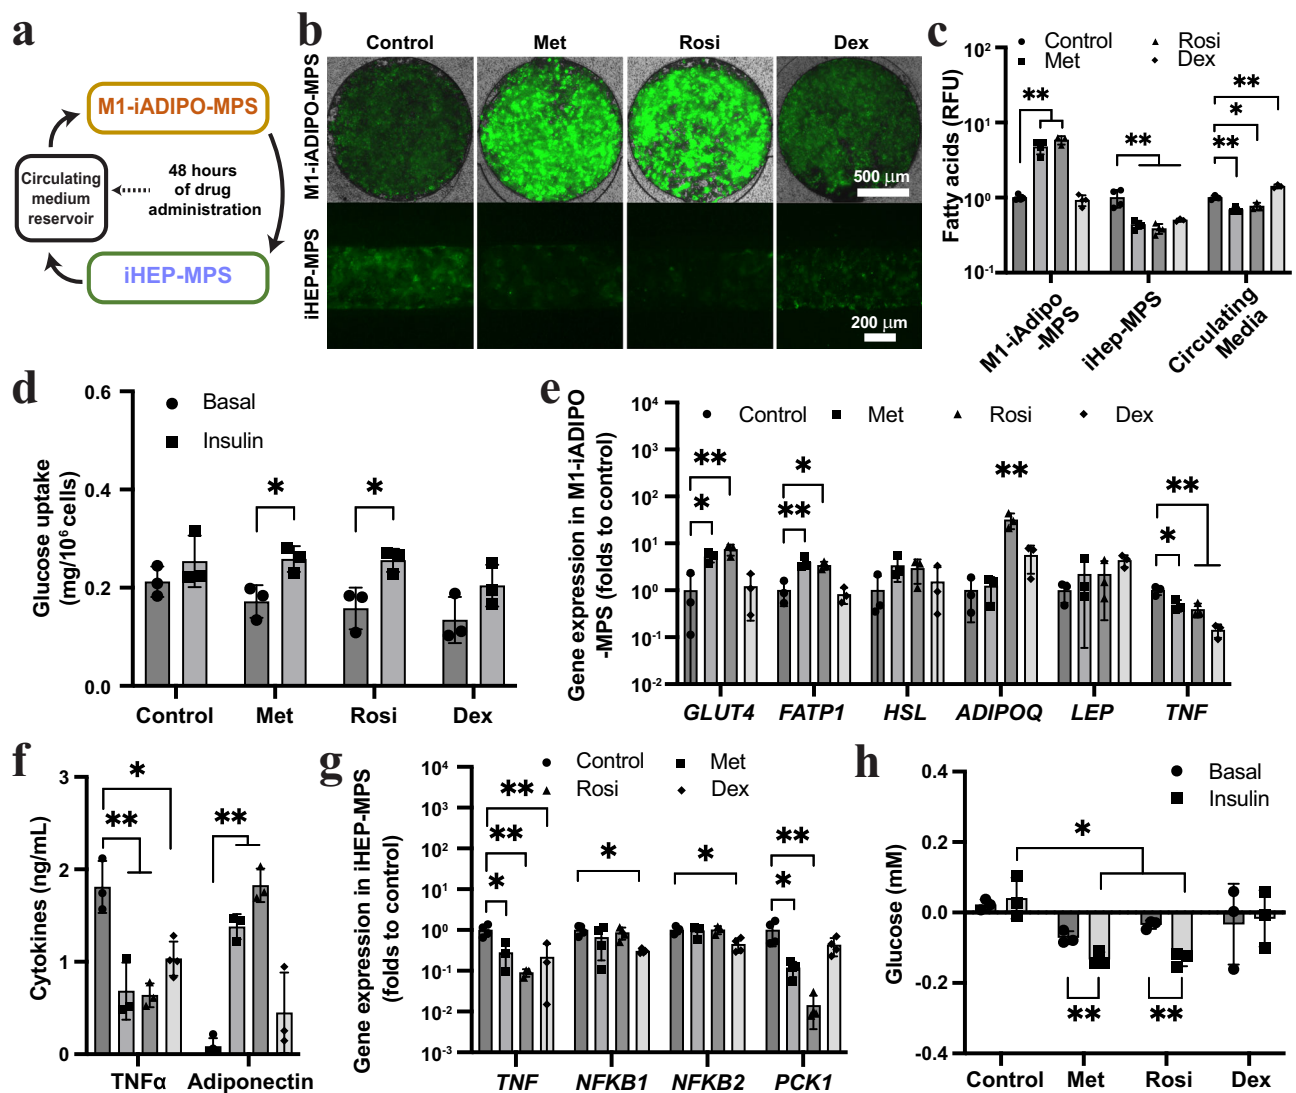 a
M1-iADIPO-MPS
Circulating
medium
reservoir
48 hours
of drug
administration
iHEP-MPS
b
Control Met Rosi Dex
M1-iADIPO-MPS
500 µm
iHEP-MPS
200 µm
c
Control Rosi
Met Dex
Fatty acids (RFU)
10²
10¹
10⁰
10⁻¹
** ** ** * **
M1-iAdipo
-MPS
iHep-MPS
Circulating
Media
d
Basal
Insulin
Glucose uptake
(mg/10⁶ cells)
0.6
0.4
0.2
0.0
* *
Control Met Rosi Dex
e
Control Met Rosi Dex
Gene expression in M1-iADIPO
-MPS (folds to control)
10⁴
10³
10²
10¹
10⁰
10⁻¹
10⁻²
** * * ** ** ** *
GLUT4 FATP1 HSL ADIPOQ LEP TNF
f
Cytokines (ng/mL)
3
2
1
0
* ** **
TNFα Adiponectin
g
Control Met
Rosi Dex
Gene expression in iHEP-MPS
(folds to control)
10⁴
10³
10²
10¹
10⁰
10⁻¹
10⁻²
10⁻³
** ** * * * ** *
TNF NFKB1 NFKB2 PCK1
h
Basal
Insulin
Glucose (mM)
0.4
0.2
0.0
-0.2
-0.4
*
** **
Control Met Rosi Dex